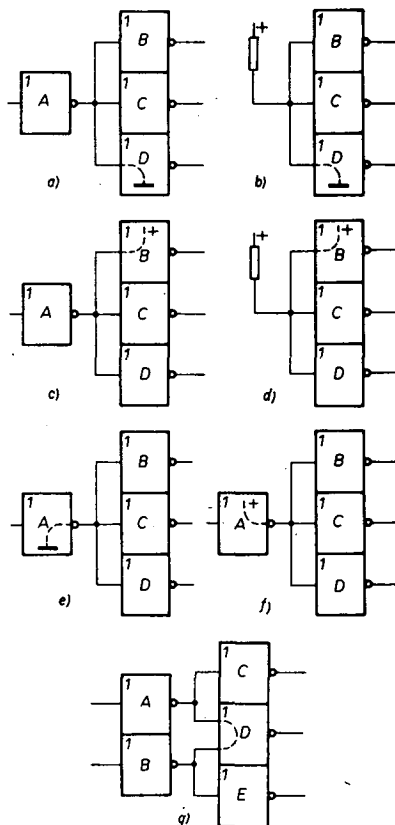 1 B 1 B
1 A 1 C + 1 C
1 D 1 D
a) b)
1 + B 1 + B
1 A 1 C + 1 C
1 D 1 D
c) d)
1 B 1 B
1 A 1 C 1 A + 1 C
1 D 1 D
e) f)
1 A 1 C
1 B 1 D
E
g)